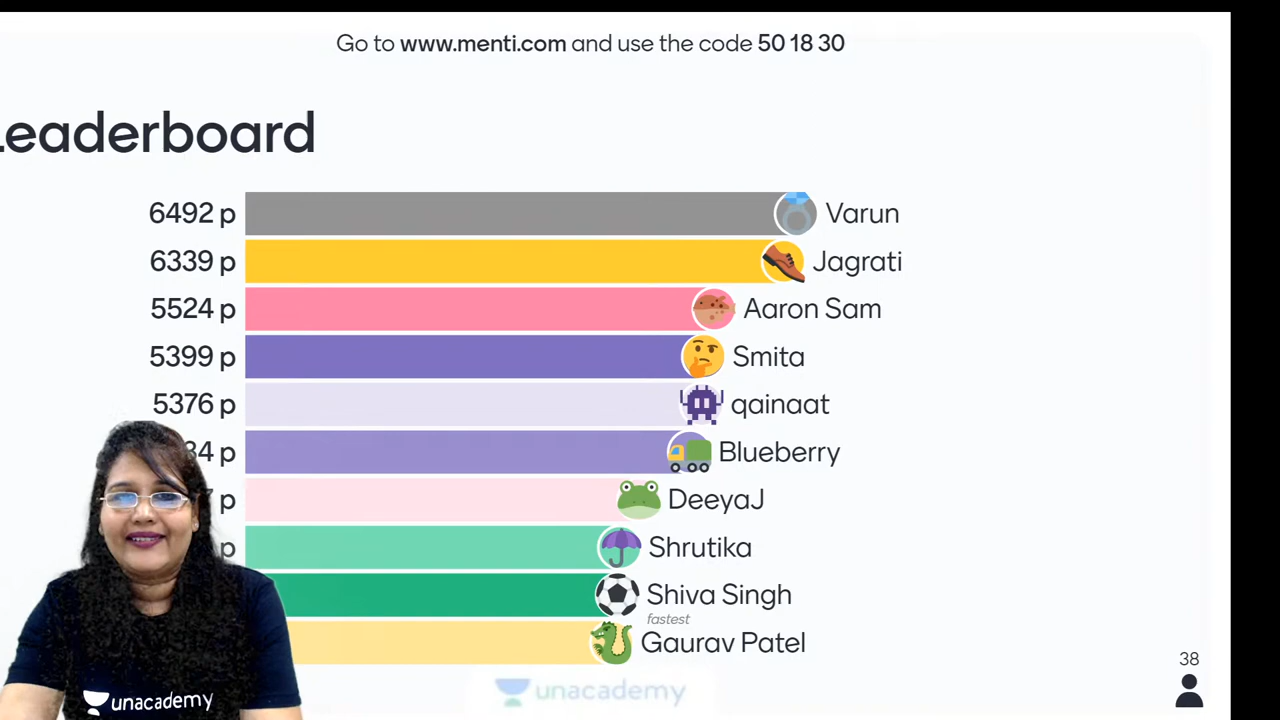 Go to www.menti.com and use the code 50 18 30
Leaderboard
6492 p Varun
6339 p Jagrati
5524 p Aaron Sam
5399 p Smita
5376 p qainaat
p Blueberry
p DeeyaJ
p Shrutika
Shiva Singh
fastest
Gaurav Patel
38
unacademy
unacademy